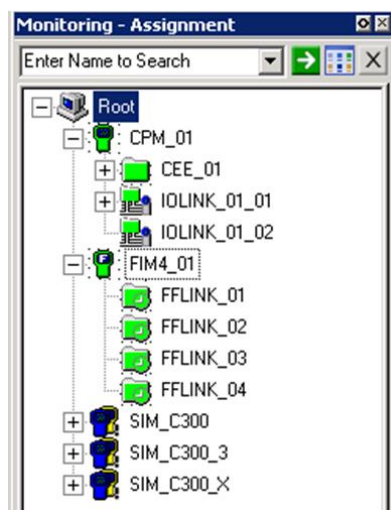 Monitoring - Assignment
Enter Name to Search
Root
CPM_01
CEE_01
IOLINK_01_01
IOLINK_01_02
FIM4_01
FFLINK_01
FFLINK_02
FFLINK_03
FFLINK_04
SIM_C300
SIM_C300_3
SIM_C300_X